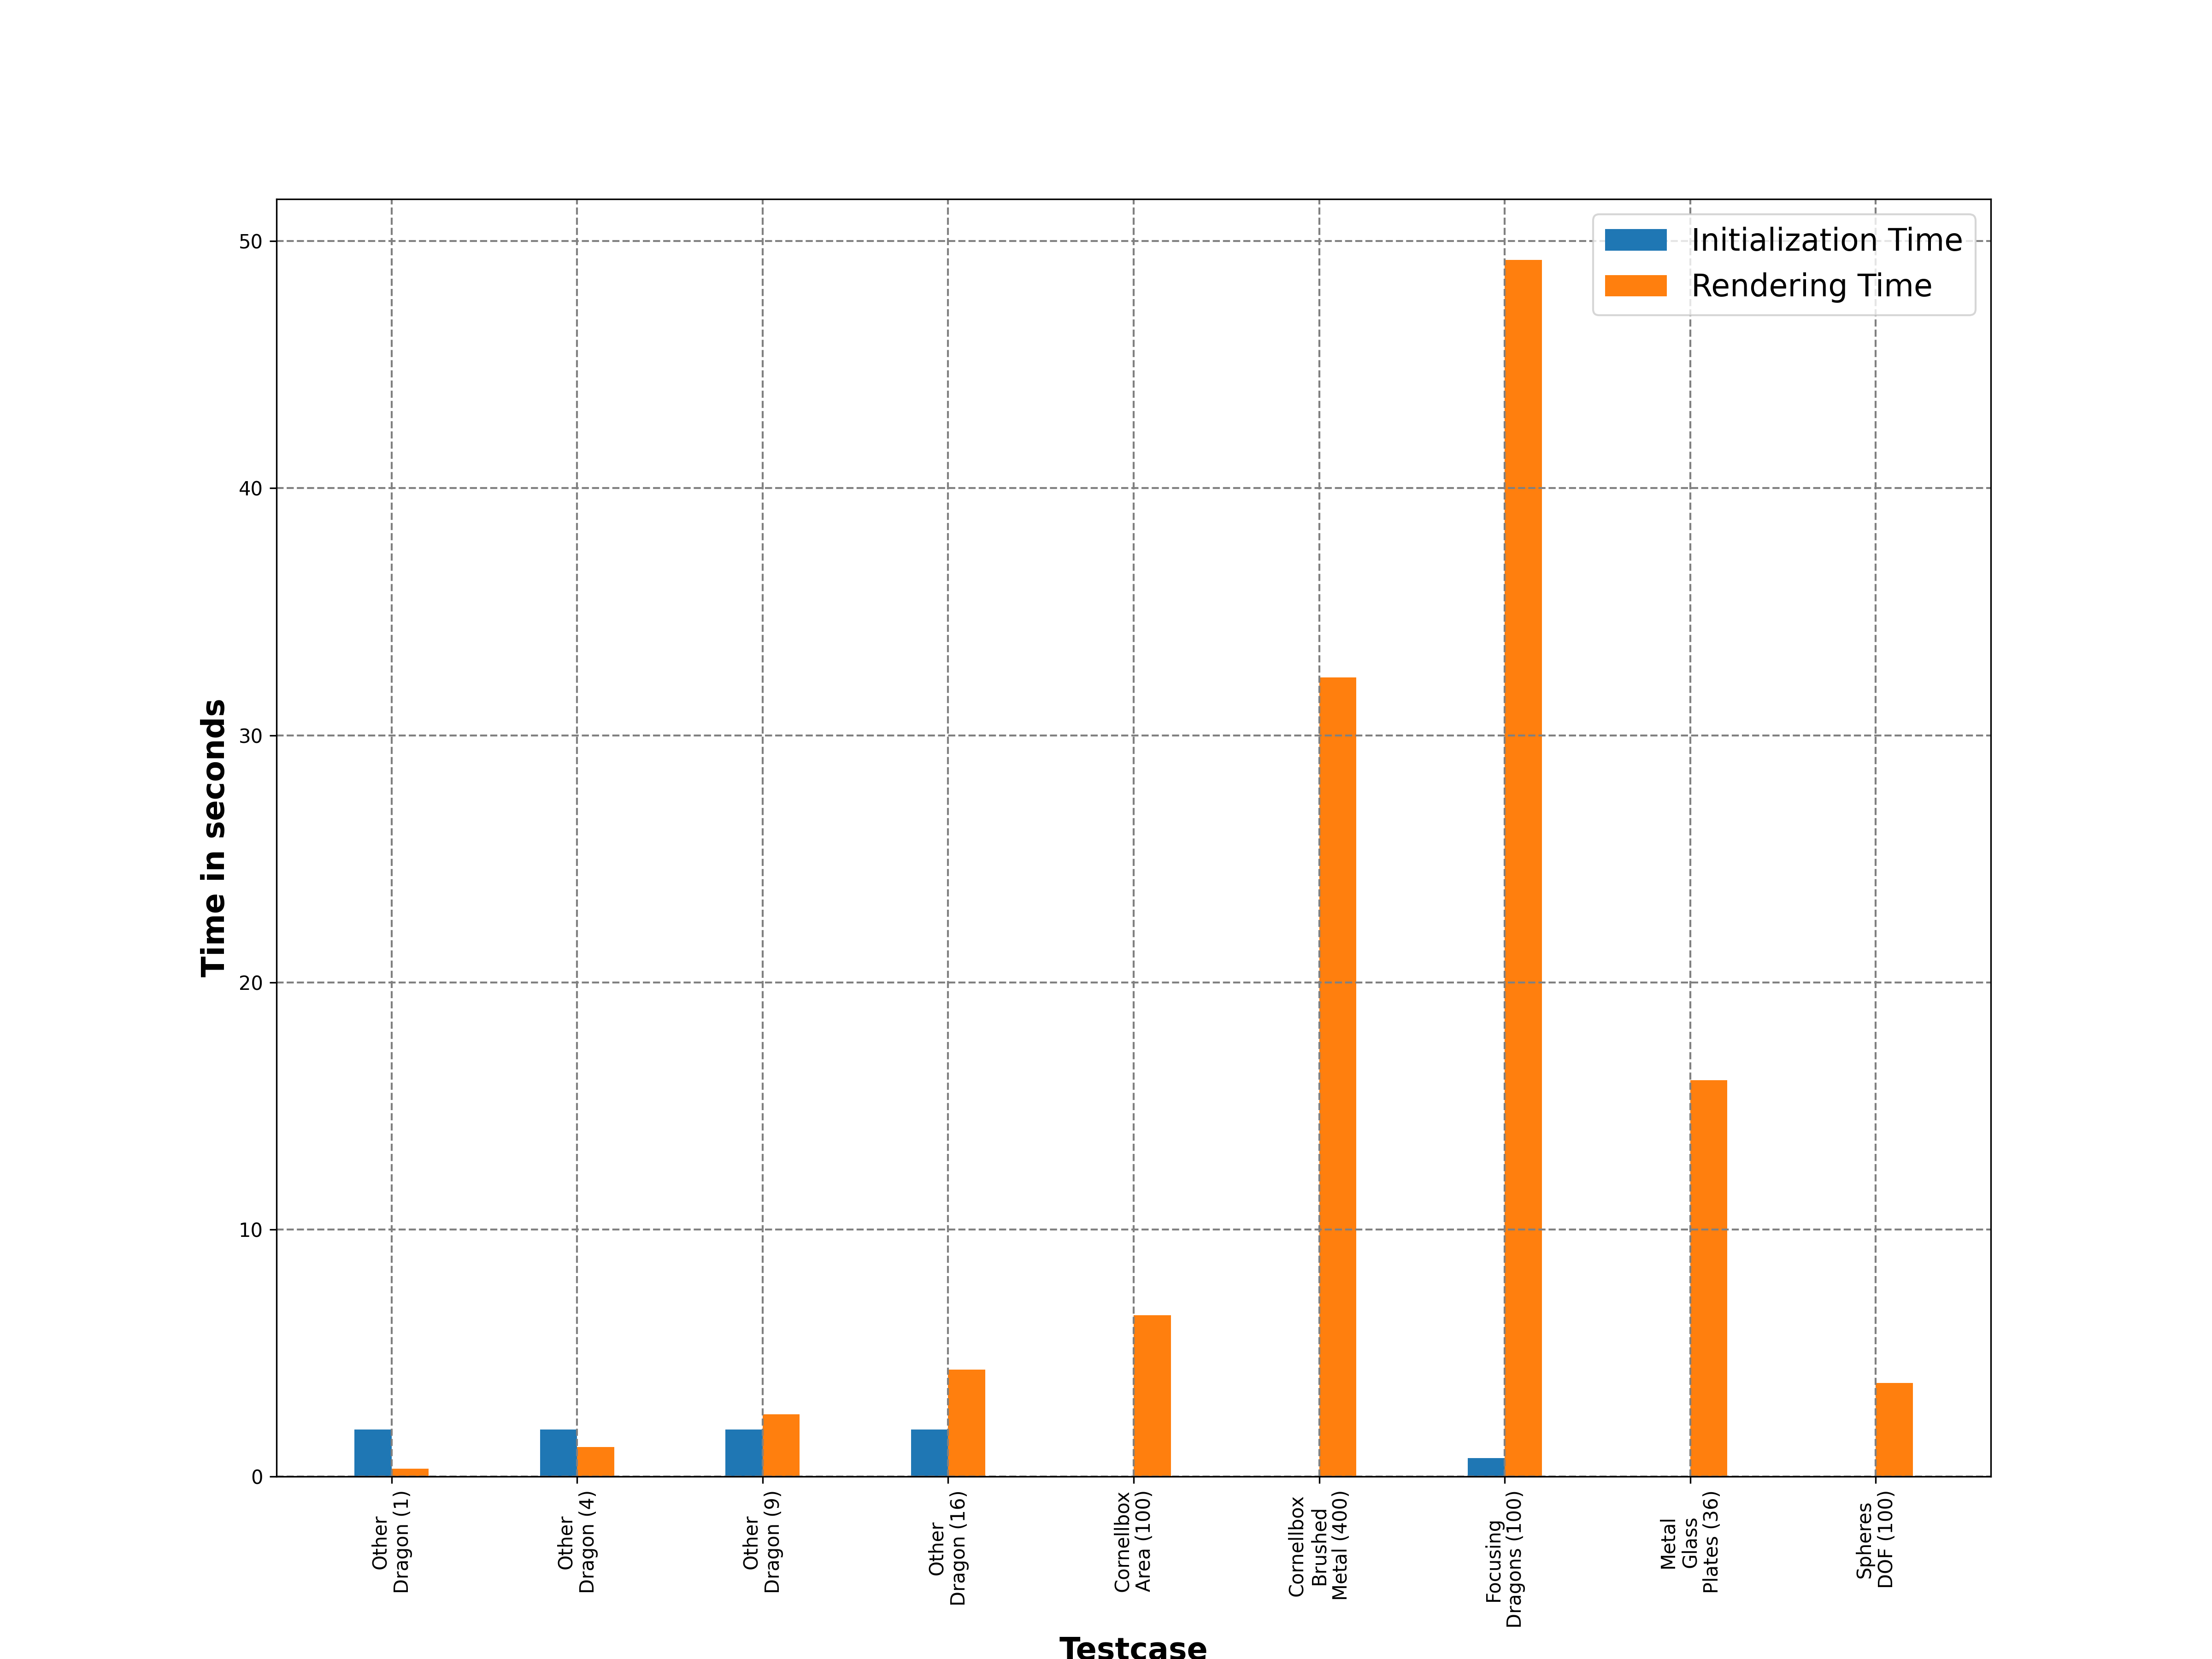 Initialization Time
Rendering Time
Time in seconds
50
40
30
20
10
0
Other
Dragon (1)
Other
Dragon (4)
Other
Dragon (9)
Other
Dragon (16)
Cornellbox
Area (100)
Cornellbox
Brushed
Metal (400)
Focusing
Dragons (100)
Metal
Glass
Plates (36)
Spheres
DOF (100)
Testcase